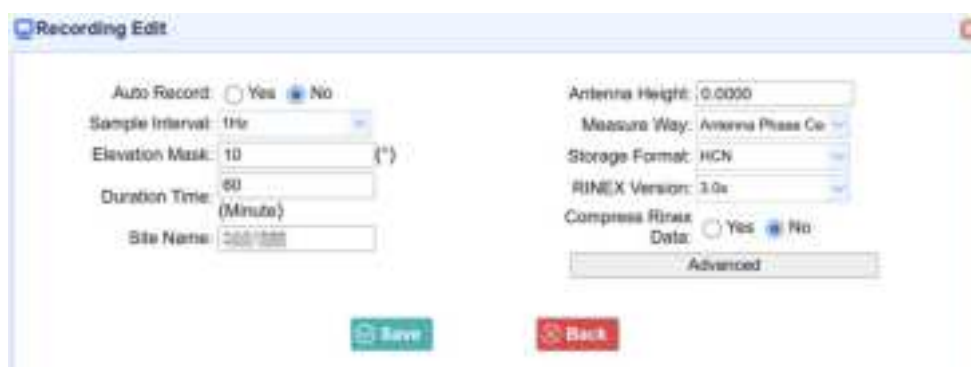 Recording Edit
Auto Record: Yes No
Sample Interval: 1Hz
Elevation Mask: 10 (°)
Duration Time: 60
(Minute)
Site Name:
Antenna Height: 0.0000
Measure Way: Antenna Phase Ce
Storage Format: HCN
RINEX Version: 3.0x
Compress Rinex
Data: Yes No
Advanced
Save
Back